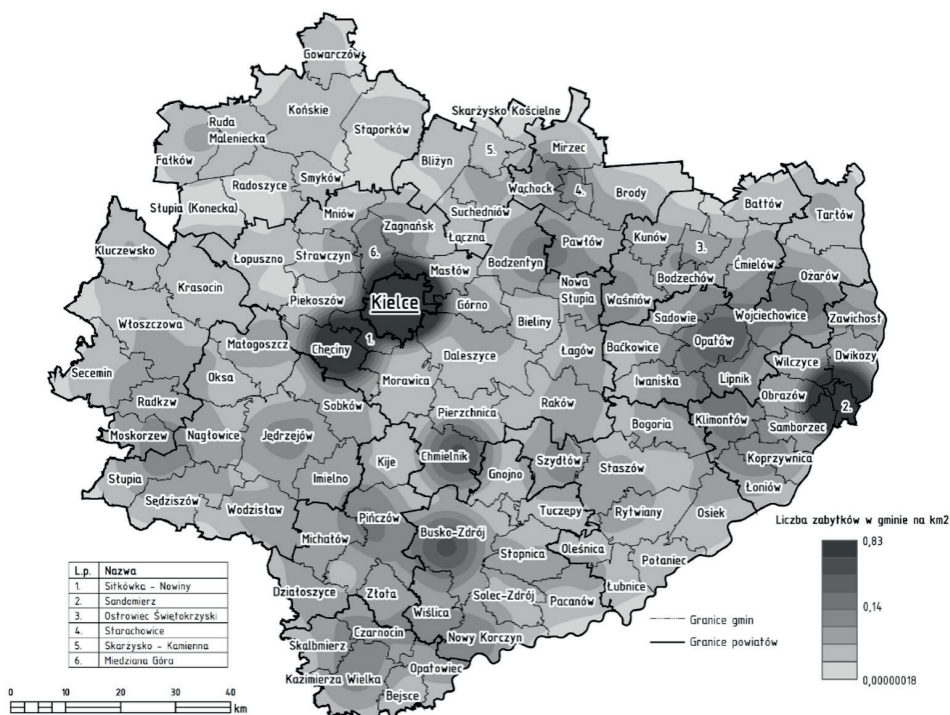 Gowarczów
Końskie
Skarżysko Kościelne
Ruda
Maleniecka
Staporków
5.
Mirzec
Fałków
Bliżyn
Radoszyce
Smyków
Wąchock
4.
Brody
Słupia (Konecka)
Mniów
Suchedniów
Bałtów
Tartów
Zagnańsk
Kluczewsko
Łopuszno
Strawczyn
6.
Łączna
Pawłów
Kunów
3.
Bodzentyn
Bodzechów
Ćmielów
Ożarów
Krasocin
Piekoszów
Masłów
Kielce
Górno
Nowa
Słupia
Waśniów
Sadowie
Wojciechowice
Zawichost
Włoszczowa
Małogoszcz
1.
Chęciny
Bieliny
Łagów
Baćkowice
Opatów
Wilczyce
Dwikozy
Daleszyce
Secemin
Oksa
Morawica
Iwaniska
Lipnik
Obrazów
2.
Radkzw
Sobków
Pierzchnica
Raków
Bogoria
Klimontów
Samborzec
Moskorzew
Nagłowice
Jędrzejów
Kije
Chmielnik
Gnojno
Szydłów
Staszów
Koprzywnica
Słupia
Imielno
Łoniów
Sędziszów
Wodzisław
Pińczów
Busko-Zdrój
Tuczępy
Rytwiany
Osiek
Michałów
Stopnica
Oleśnica
Połaniec
Działoszyce
Złota
Wiślica
Solec-Zdrój
Pacanów
Łubnice
Skalbmierz
Czarnocin
Nowy Korczyn
Kazimierza Wielka
Opatowiec
Bejsce
Liczba zabytków w gminie na km2
0,83
0,14
0,00000018
Granice gmin
Granice powiatów
L.p. Nazwa
1. Sitkówka - Nowiny
2. Sandomierz
3. Ostrowiec Świętokrzyski
4. Starachowice
5. Skarżysko - Kamienna
6. Miedziana Góra
0 10 20 30 40
km